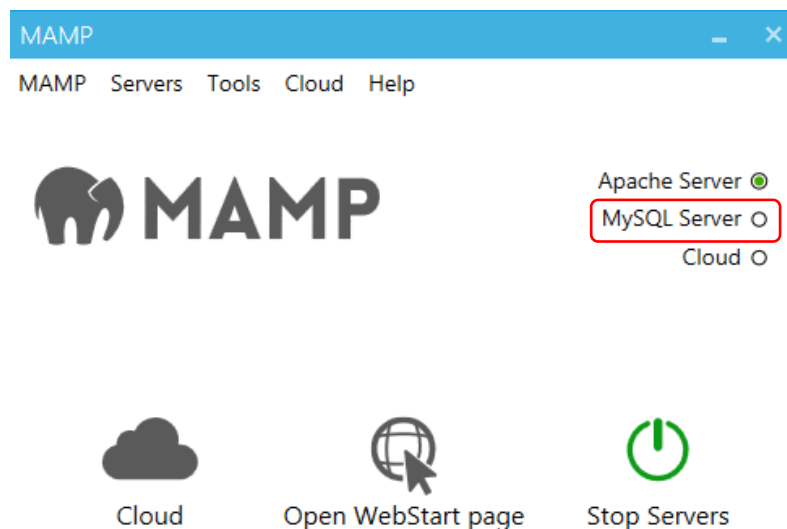 MAMP
MAMP Servers Tools Cloud Help
MAMP
Apache Server
MySQL Server
Cloud
Cloud Open WebStart page Stop Servers